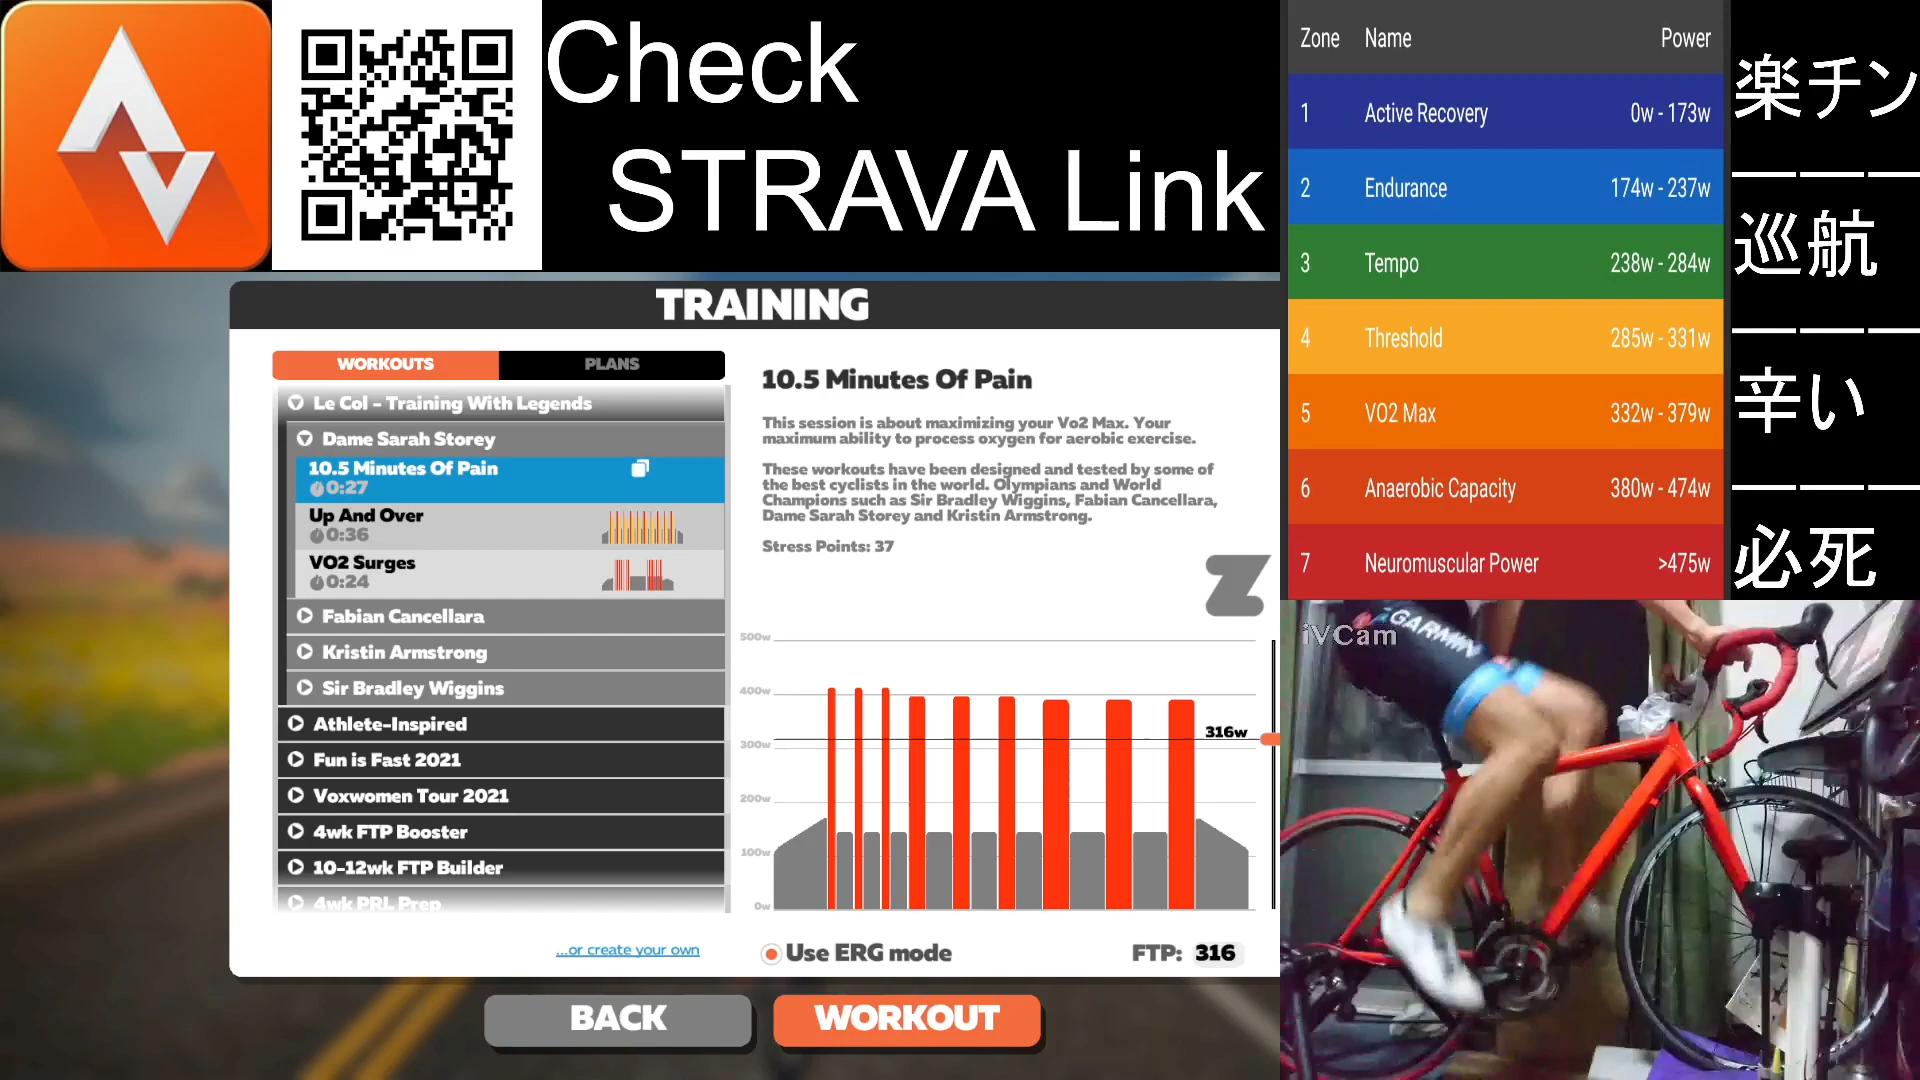 Check
STRAVA Link
TRAINING
WORKOUTS
PLANS
Le Col - Training With Legends
Dame Sarah Storey
10.5 Minutes Of Pain
0:27
Up And Over
0:36
VO2 Surges
0:24
Fabian Cancellara
Kristin Armstrong
Sir Bradley Wiggins
Athlete-Inspired
Fun is Fast 2021
Voxwomen Tour 2021
4wk FTP Booster
10-12wk FTP Builder
4wk PRL Prep
...or create your own
10.5 Minutes Of Pain
This session is about maximizing your Vo2 Max. Your
maximum ability to process oxygen for aerobic exercise.
These workouts have been designed and tested by some of
the best cyclists in the world. Olympians and World
Champions such as Sir Bradley Wiggins, Fabian Cancellara,
Dame Sarah Storey and Kristin Armstrong.
Stress Points: 37
500w
400w
316w
300w
200w
100w
0w
Use ERG mode
FTP: 316
BACK
WORKOUT
Zone Name Power
1 Active Recovery 0w - 173w
2 Endurance 174w - 237w
3 Tempo 238w - 284w
4 Threshold 285w - 331w
5 VO2 Max 332w - 379w
6 Anaerobic Capacity 380w - 474w
7 Neuromuscular Power >475w
楽チン
巡航
辛い
必死
iVCam
GARMIN